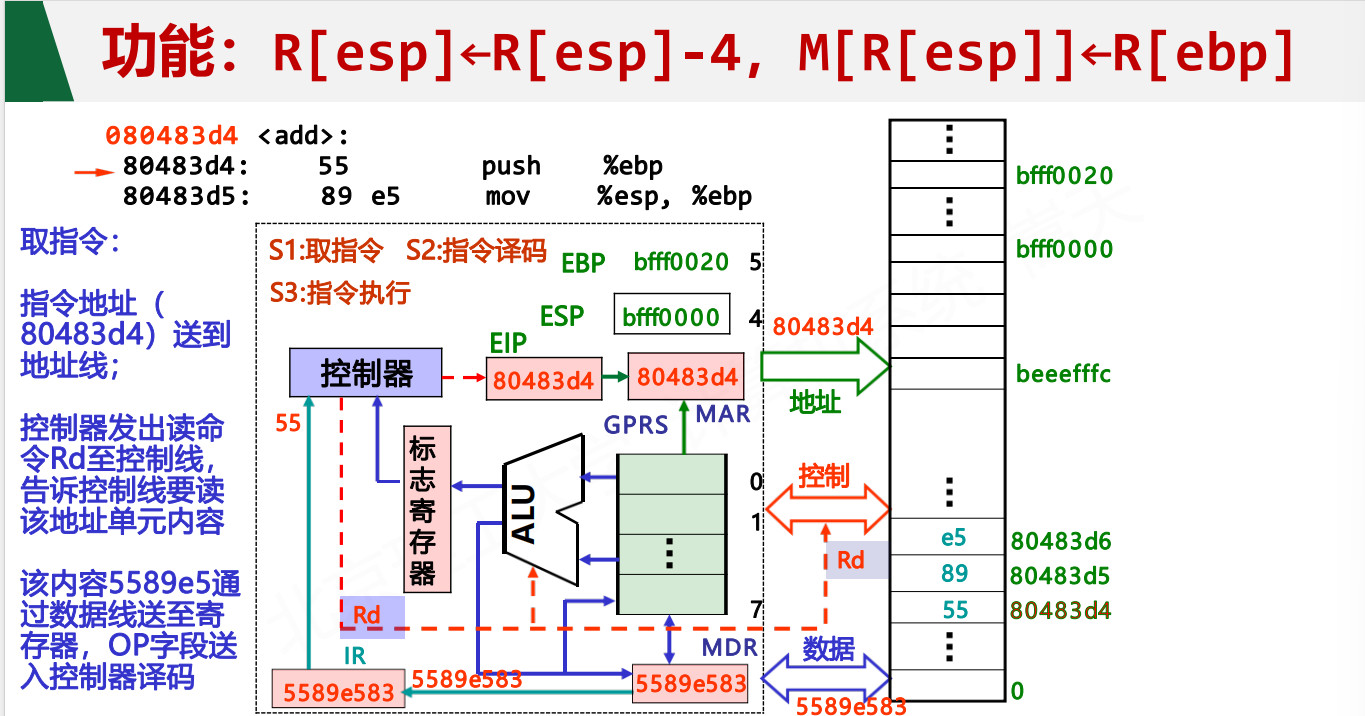 功能：R[esp]←R[esp]-4, M[R[esp]]←R[ebp]
080483d4 <add>:
80483d4: 55 push %ebp
80483d5: 89 e5 mov %esp, %ebp
取指令：
指令地址（
80483d4）送到
地址线；
控制器发出读命
令Rd至控制线，
告诉控制线要读
该地址单元内容
该内容5589e5通
过数据线送至寄
存器，OP字段送
入控制器译码
S1:取指令 S2:指令译码
S3:指令执行
EBP bfff0020 5
ESP bfff0000 4
EIP
控制器
80483d4
80483d4
MAR
GPRS
55
标志寄存器
ALU
0
1
⋮
7
Rd
IR
MDR
5589e583
5589e583
5589e583
80483d4
地址
控制
Rd
数据
5589e583
⋮
bfff0020
⋮
bfff0000
beeefffc
⋮
e5 80483d6
89 80483d5
55 80483d4
⋮
0